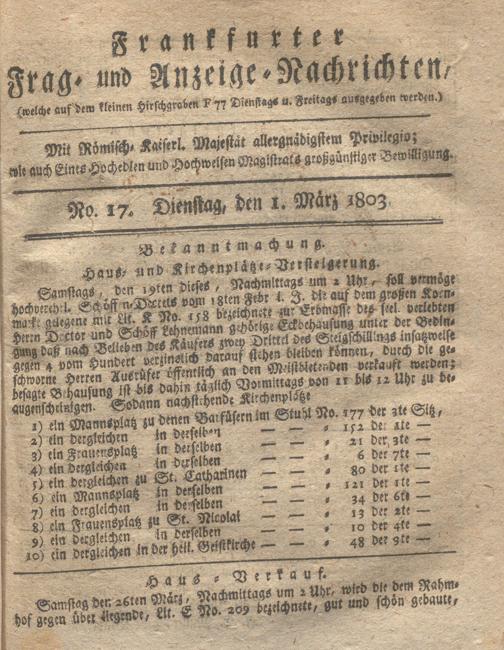 Frankfurter
Frag- und Anzeige-Nachrichten,
(welche auf dem kleinen Hirschgraben F 77 Dienstags u. Freitags ausgegeben werden.)
Mit Römisch-Kaiserl. Majestät allergnädigstem Privilegio;
wie auch Eines Hochedlen und Hochweisen Magistrats großgünstiger Bewilligung.
No. 17. Dienstag, den 1. März 1803.
Bekanntmachung.
Haus- und Kirchenplätze-Versteigerung.
Samstags, den 19ten dieses, Nachmittags um 2 Uhr, soll vermöge
hochverehrl. Schöffen-Decrets vom 18ten Febr. l. J. die auf dem großen Korn-
markt gelegene mit Lit. K No. 158 bezeichnete zur Erbmasse des seel. verlebten
Herrn Doctor und Schöff Lehnemann gehörige Eckbehausung unter der Bedin-
gung daß nach Belieben des Käufers zwey Drittel des Steigschillings insatzweise
gegen 4 vom Hundert verzinslich darauf stehen bleiben können, durch die ge-
schworne Herren Ausrüfer öffentlich an den Meistbietenden verkauft werden;
besagte Behausung ist bis dahin täglich Vormittags von 11 bis 12 Uhr zu be-
augenscheinigen. Sodann nachstehende Kirchenplätze
1) ein Mannsplatz zu denen Barfüsern im Stuhl No. 177 der 3te Sitz,
2) ein dergleichen in derselben — — „ 152 der 1te —
3) ein Frauensplatz in derselben — — „ 21 der 3te —
4) ein dergleichen in derselben — — „ 6 der 7te —
5) ein dergleichen zu St. Catharinen — — „ 80 der 1te —
6) ein Mannsplatz in derselben — — „ 121 der 1te —
7) ein dergleichen in derselben — — „ 34 der 6te —
8) ein Frauensplatz zu St. Nicolai — — „ 13 der 2te —
9) ein dergleichen in derselben — — „ 10 der 4te —
10) ein dergleichen in der heil. Geistkirche — — „ 48 der 9te —
Haus-Verkauf.
Samstag den 26ten März, Nachmittags um 2 Uhr, wird die dem Rahm-
hof gegen über liegende, Lit. E No. 209 bezeichnete, gut und schön gebaute,